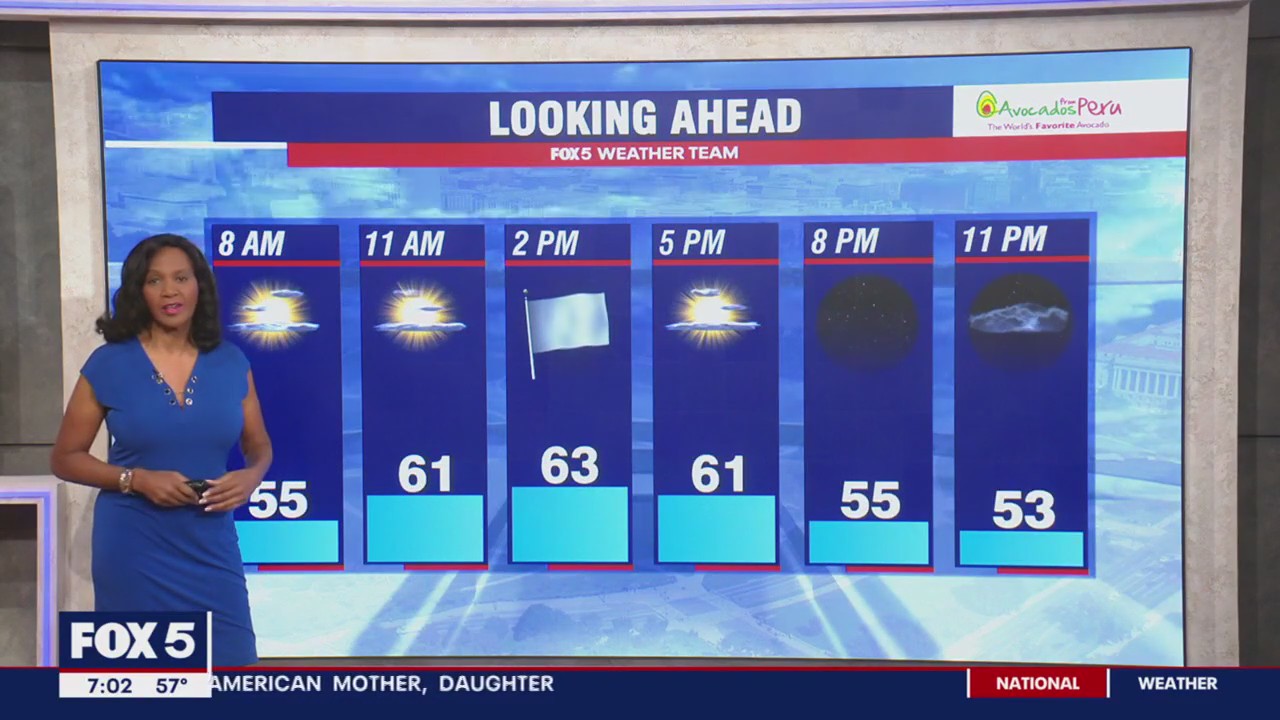 LOOKING AHEAD
Avocados from Peru
The World's Favorite Avocado
FOX5 WEATHER TEAM
8 AM
11 AM
2 PM
5 PM
8 PM
11 PM
55
61
63
61
55
53
FOX 5
7:02 57°
AMERICAN MOTHER, DAUGHTER
NATIONAL
WEATHER